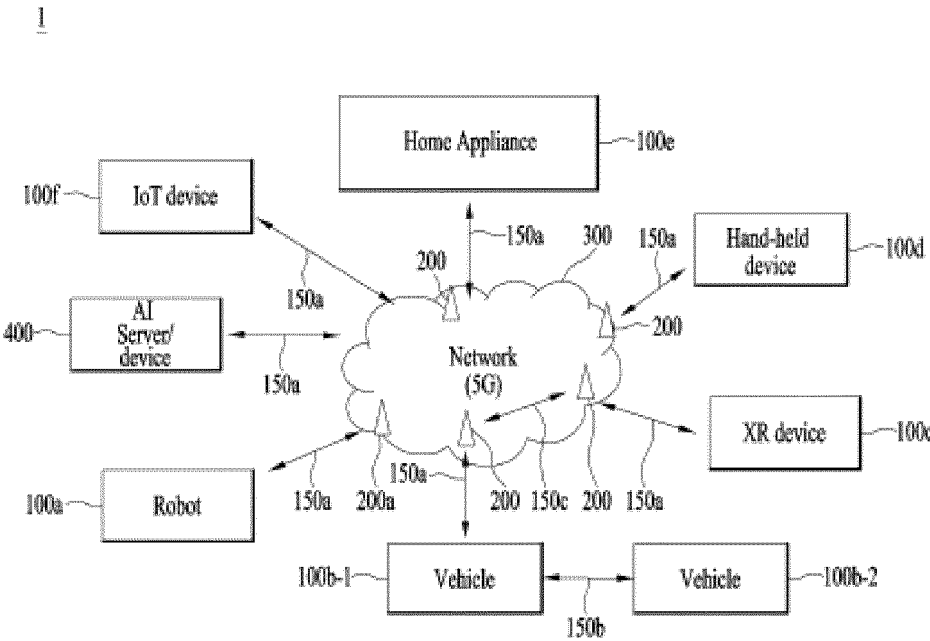 1
Home Appliance
100e
100f
IoT device
150a
200
300
150a
Hand-held
device
100d
150a
400
AI
Server/
device
150a
200
Network
(5G)
XR device
100c
150a
150a
200
150c
200
150a
100a
Robot
200a
100b-1
Vehicle
Vehicle
100b-2
150b